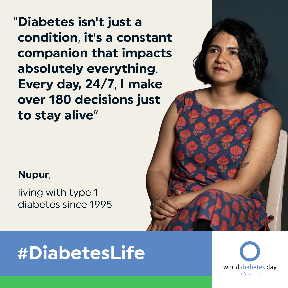 "Diabetes isn't just a
condition, it's a constant
companion that impacts
absolutely everything.
Every day, 24/7, I make
over 180 decisions just
to stay alive"
Nupur,
living with type 1
diabetes since 1995
#DiabetesLife
world diabetes day